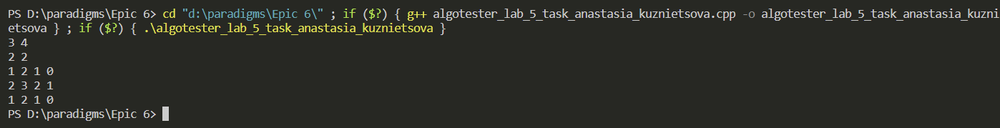 PS D:\paradigms\Epic 6> cd "d:\paradigms\Epic 6\" ; if ($?) { g++ algotester_lab_5_task_anastasia_kuznietsova.cpp -o algotester_lab_5_task_anastasia_kuzni
etsova } ; if ($?) { .\algotester_lab_5_task_anastasia_kuznietsova }
3 4
2 2
1 2 1 0
2 3 2 1
1 2 1 0
PS D:\paradigms\Epic 6>